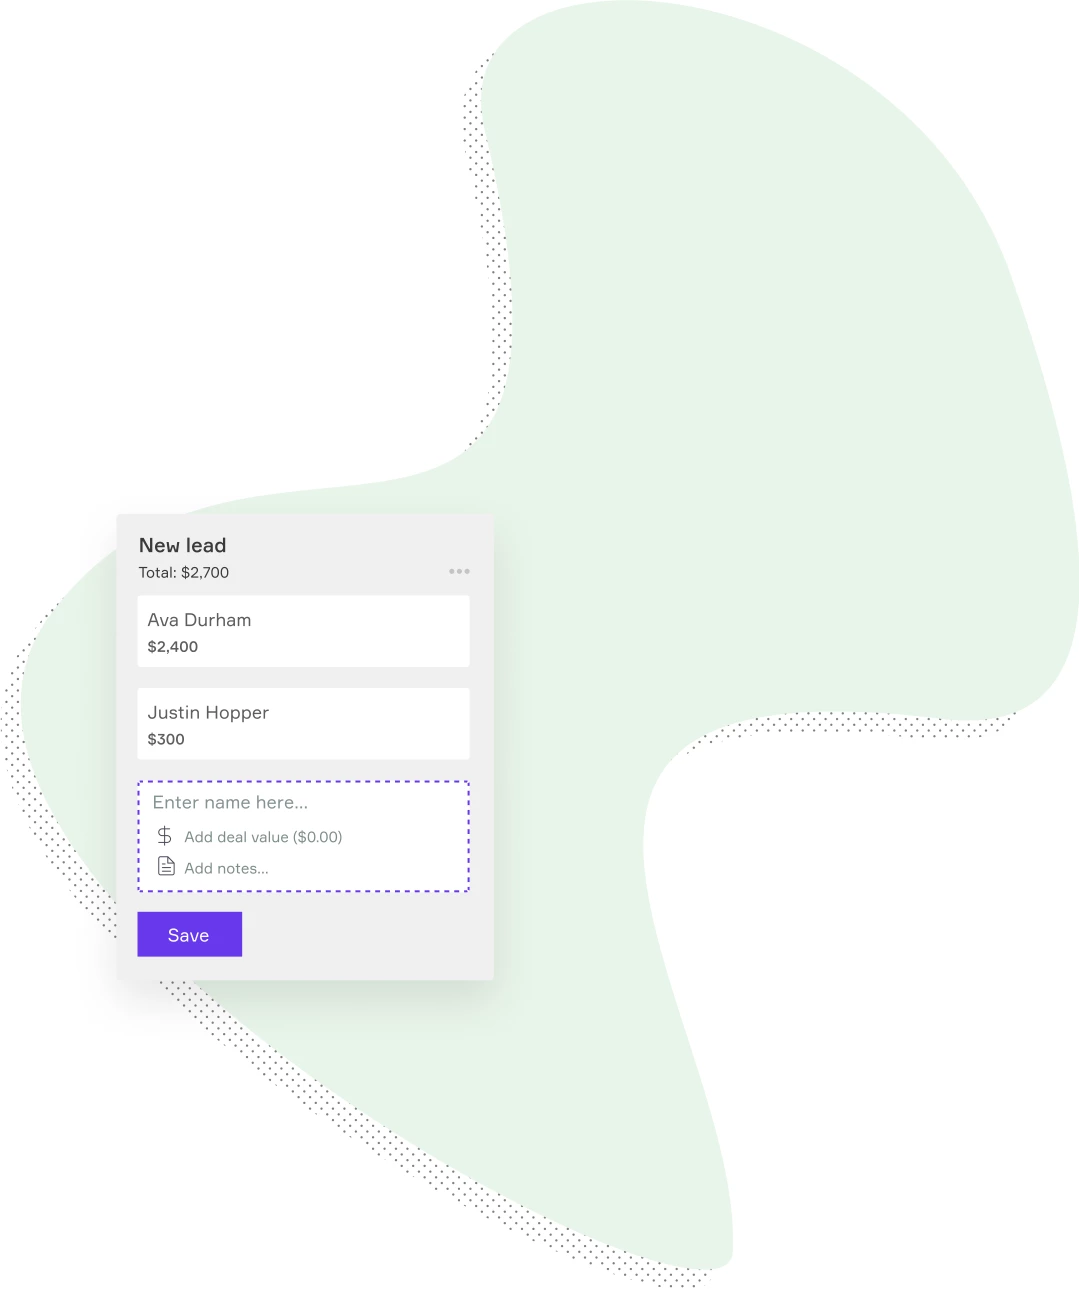 New lead
Total: $2,700
Ava Durham
$2,400
Justin Hopper
$300
Enter name here...
Add deal value ($0.00)
Add notes...
Save